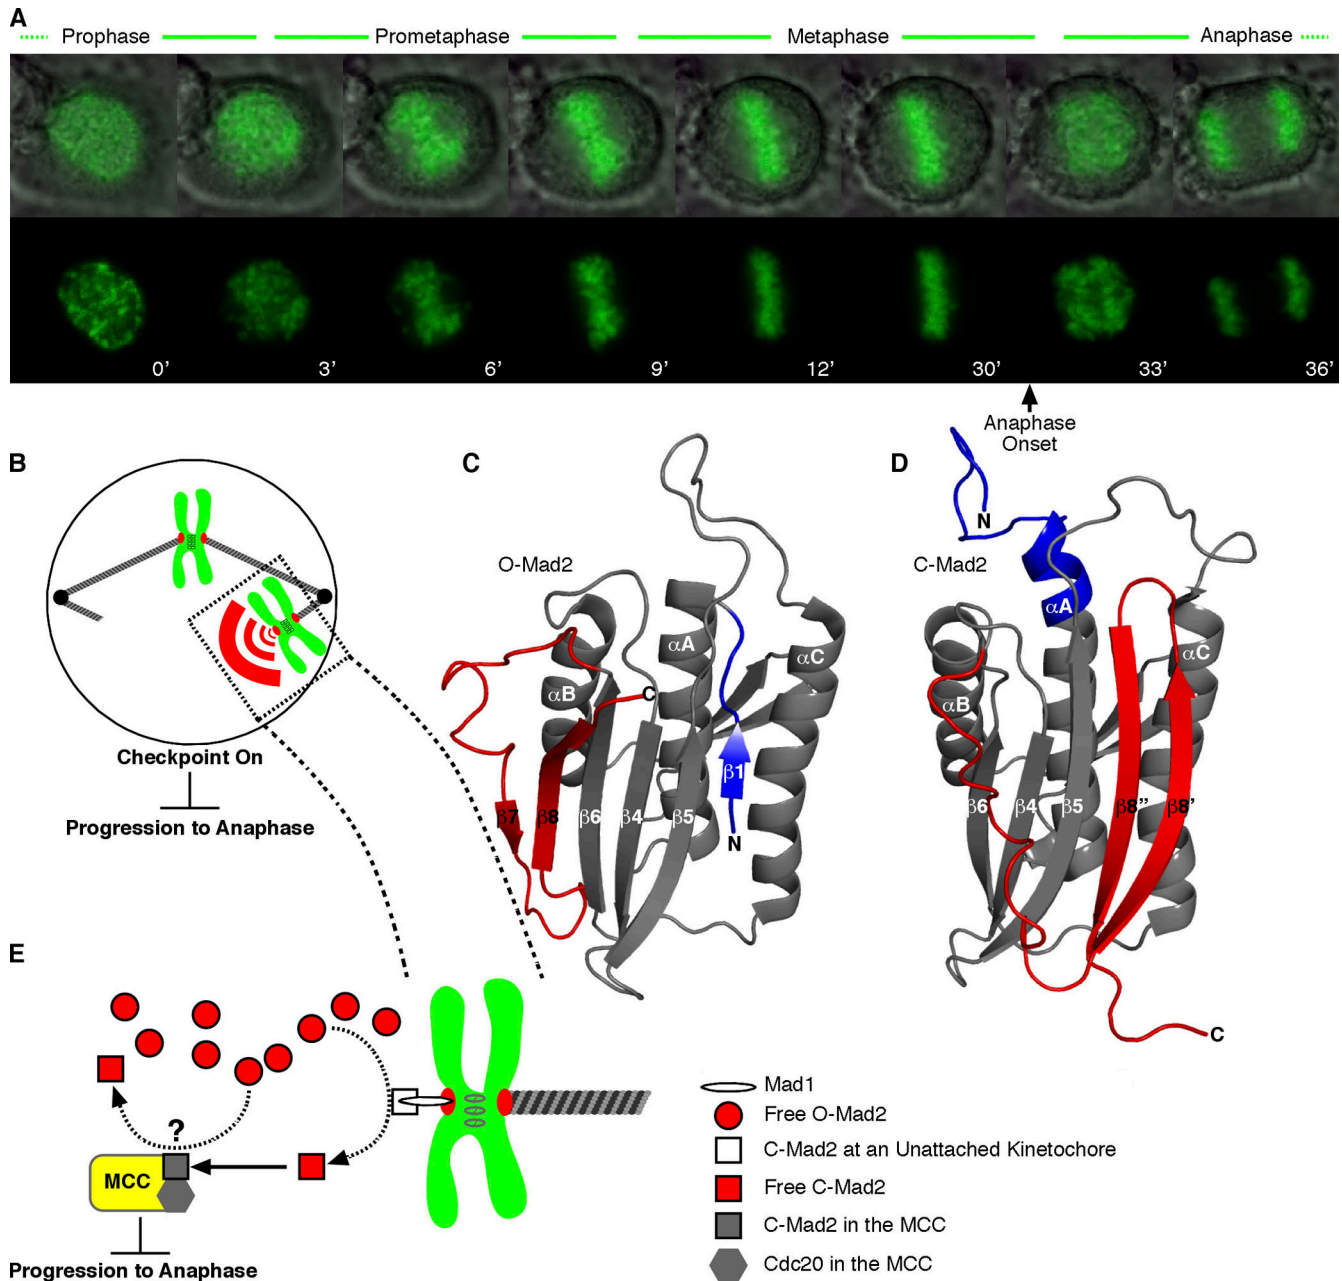 A
Prophase Prometaphase Metaphase Anaphase
0’ 3’ 6’ 9’ 12’ 30’ 33’ 36’
Anaphase
Onset
B
Checkpoint On
Progression to Anaphase
C
O-Mad2
αA
αC
αB
C
β1
β7 β8 β6 β4 β5
N
D
N
C-Mad2
αA
αC
αB
β6 β4 β5 β8” β8’
C
E
?
MCC
Progression to Anaphase
Mad1
Free O-Mad2
C-Mad2 at an Unattached Kinetochore
Free C-Mad2
C-Mad2 in the MCC
Cdc20 in the MCC